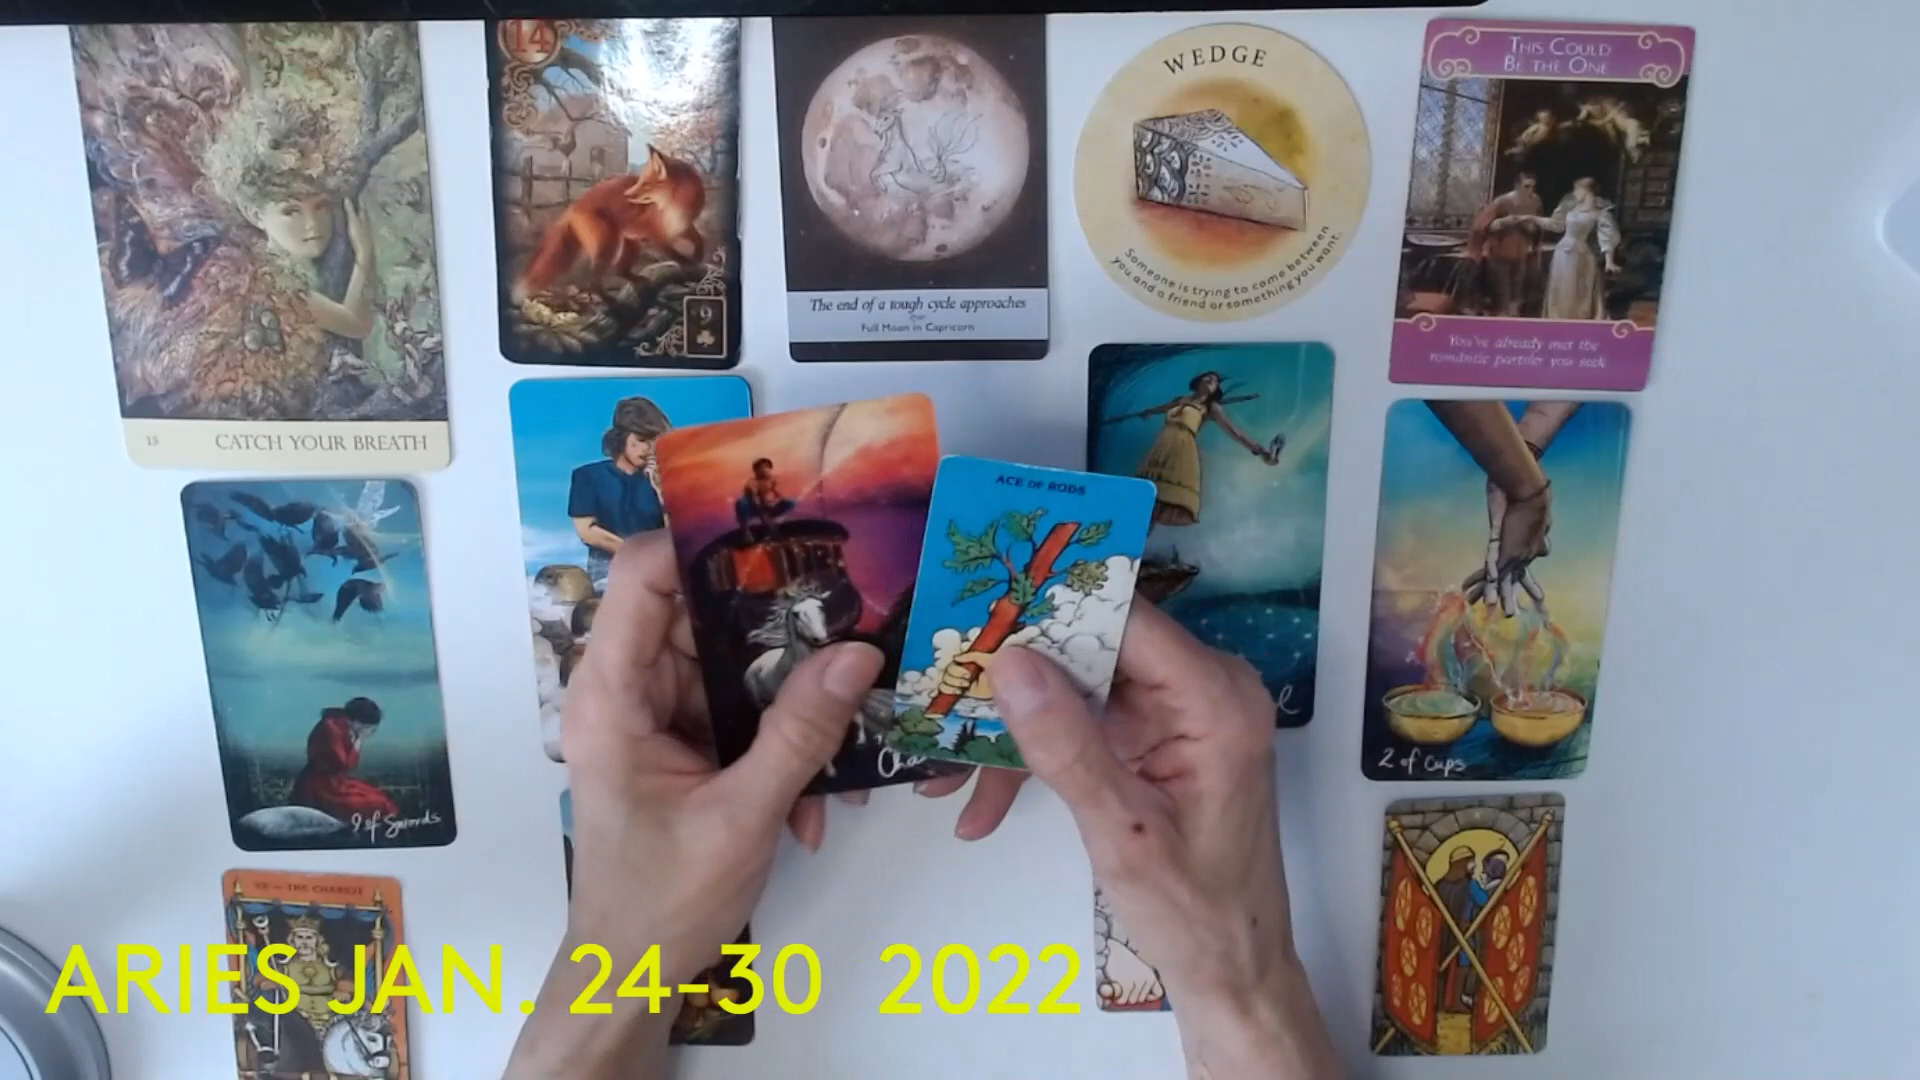 14
WEDGE
THIS COULD
BE THE ONE
The end of a tough cycle approaches
Full Moon in Capricorn
Someone is trying to come between
you and a friend or something you want.
9
You've already met the
romantic partner you seek
15 CATCH YOUR BREATH
ACE OF RODS
2 of Cups
9 of Swords
VII — THE CHARIOT
ARIES JAN. 24-30 2022